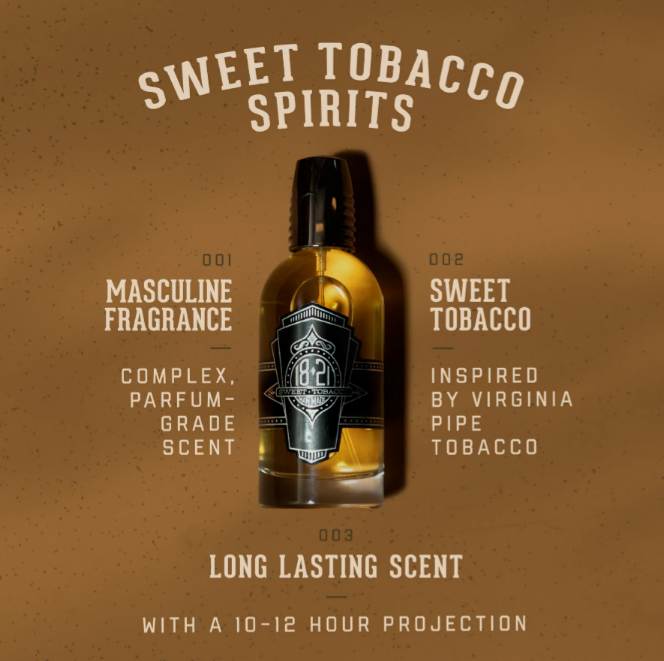 SWEET TOBACCO
SPIRITS
001
MASCULINE
FRAGRANCE
COMPLEX,
PARFUM-
GRADE
SCENT
002
SWEET
TOBACCO
INSPIRED
BY VIRGINIA
PIPE
TOBACCO
18·21
SWEET·TOBACCO
003
LONG LASTING SCENT
WITH A 10-12 HOUR PROJECTION